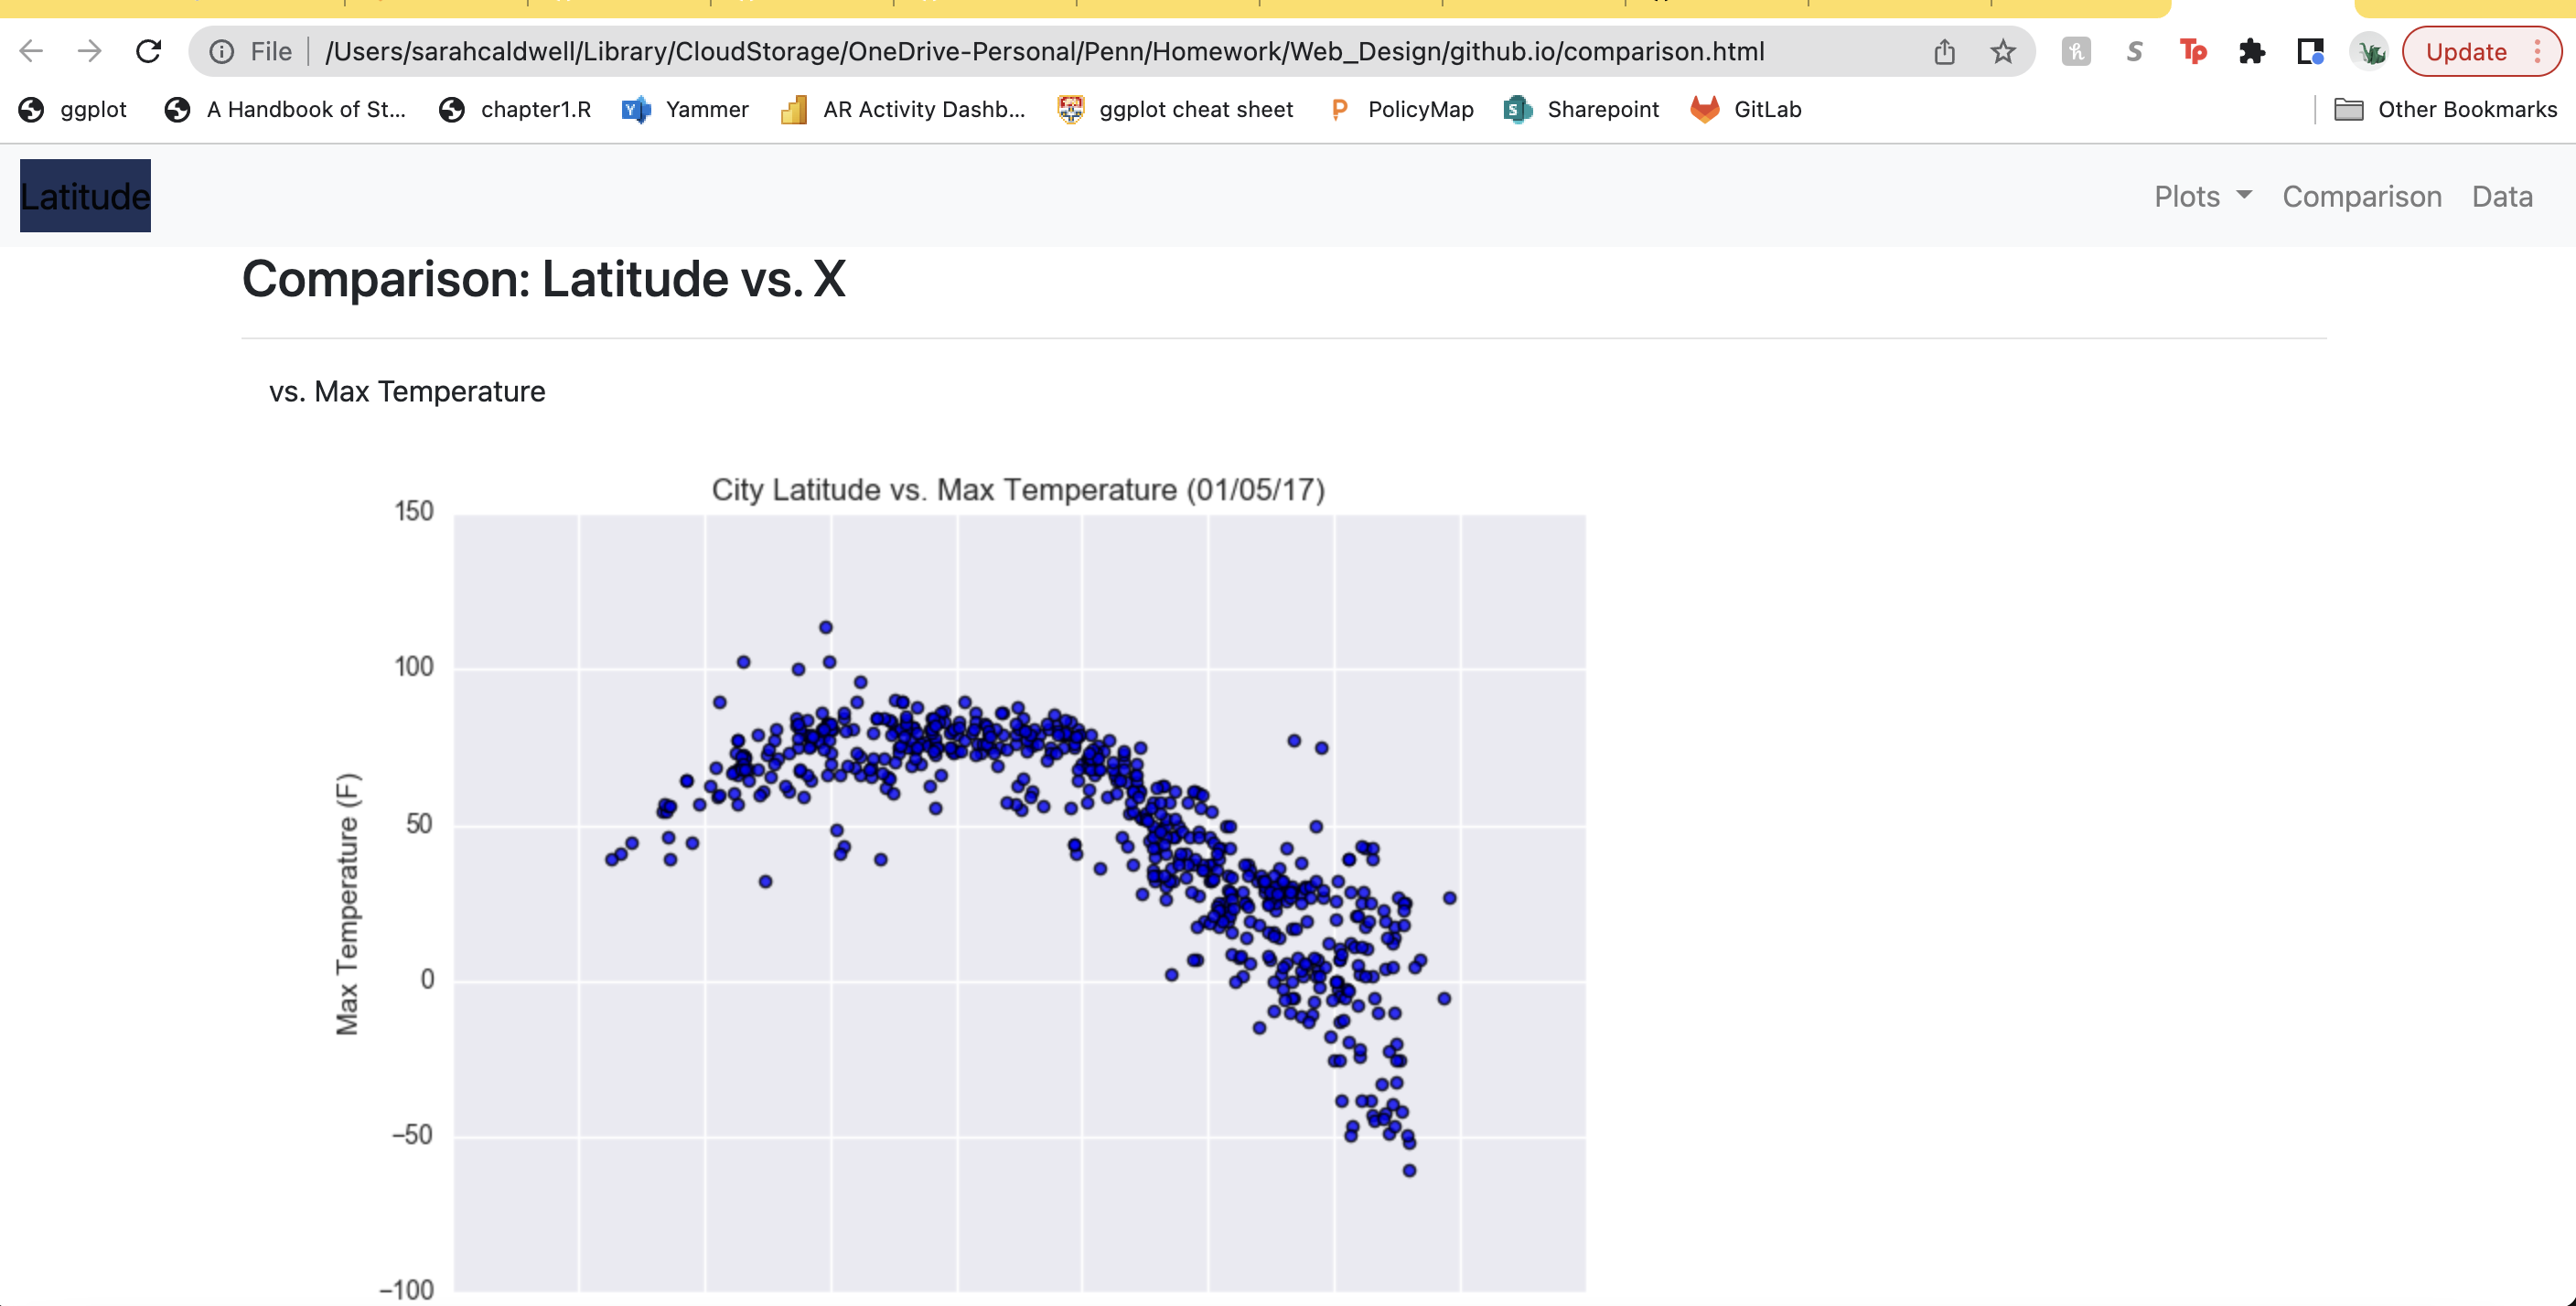 File /Users/sarahcaldwell/Library/CloudStorage/OneDrive-Personal/Penn/Homework/Web_Design/github.io/comparison.html S Tp Update
ggplot A Handbook of St... chapter1.R Yammer AR Activity Dashb... ggplot cheat sheet PolicyMap Sharepoint GitLab Other Bookmarks
Latitude Plots Comparison Data
Comparison: Latitude vs. X
vs. Max Temperature
City Latitude vs. Max Temperature (01/05/17)
150
100
50
0
−50
−100
Max Temperature (F)